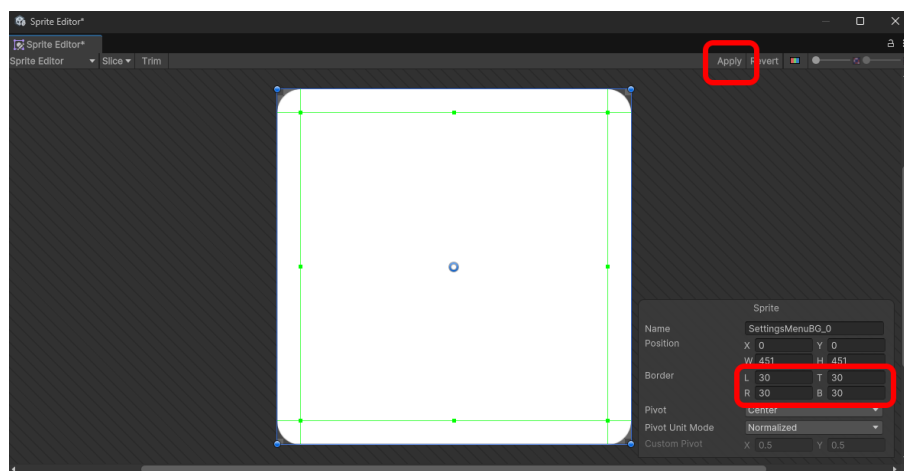 Sprite Editor*
Sprite Editor*
Sprite Editor Slice Trim Apply Revert
Sprite
Name SettingsMenuBG_0
Position X 0 Y 0
W 451 H 451
Border L 30 T 30
R 30 B 30
Pivot Center
Pivot Unit Mode Normalized
Custom Pivot X 0.5 Y 0.5